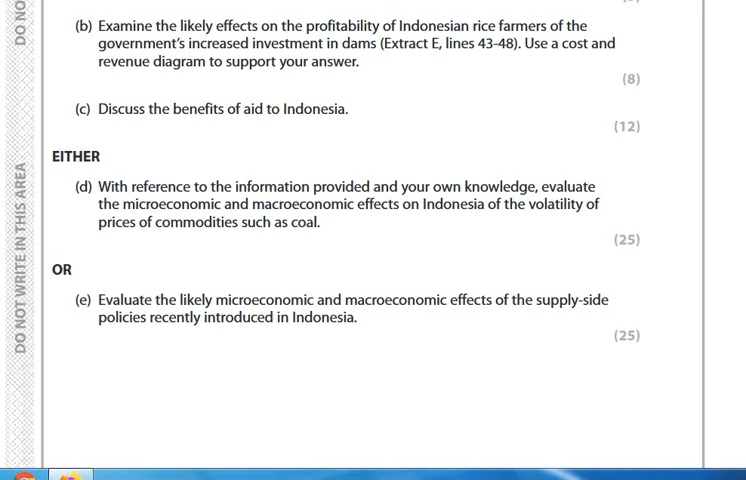 DO NO
(b) Examine the likely effects on the profitability of Indonesian rice farmers of the
government's increased investment in dams (Extract E, lines 43-48). Use a cost and
revenue diagram to support your answer.
(8)
(c) Discuss the benefits of aid to Indonesia.
(12)
EITHER
(d) With reference to the information provided and your own knowledge, evaluate
the microeconomic and macroeconomic effects on Indonesia of the volatility of
prices of commodities such as coal.
(25)
OR
(e) Evaluate the likely microeconomic and macroeconomic effects of the supply-side
policies recently introduced in Indonesia.
(25)
DO NOT WRITE IN THIS AREA